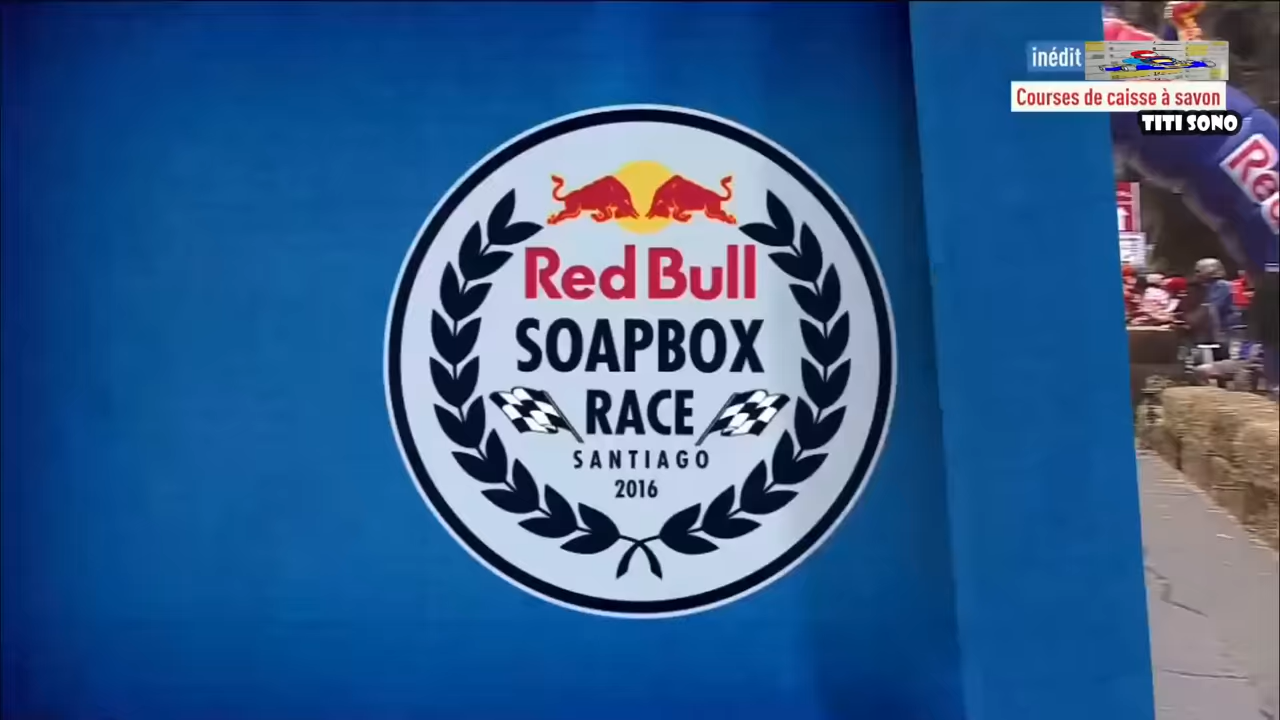 inédit
Courses de caisse à savon
TITI SONO
Red Bull
SOAPBOX
RACE
SANTIAGO
2016